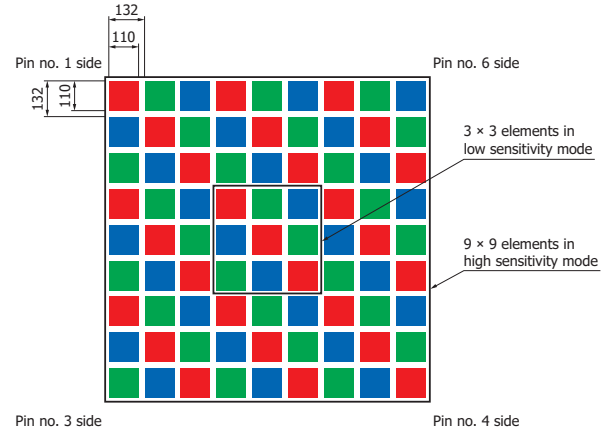 132
110
Pin no. 1 side
Pin no. 6 side
132
110
3 × 3 elements in
low sensitivity mode
9 × 9 elements in
high sensitivity mode
Pin no. 3 side
Pin no. 4 side